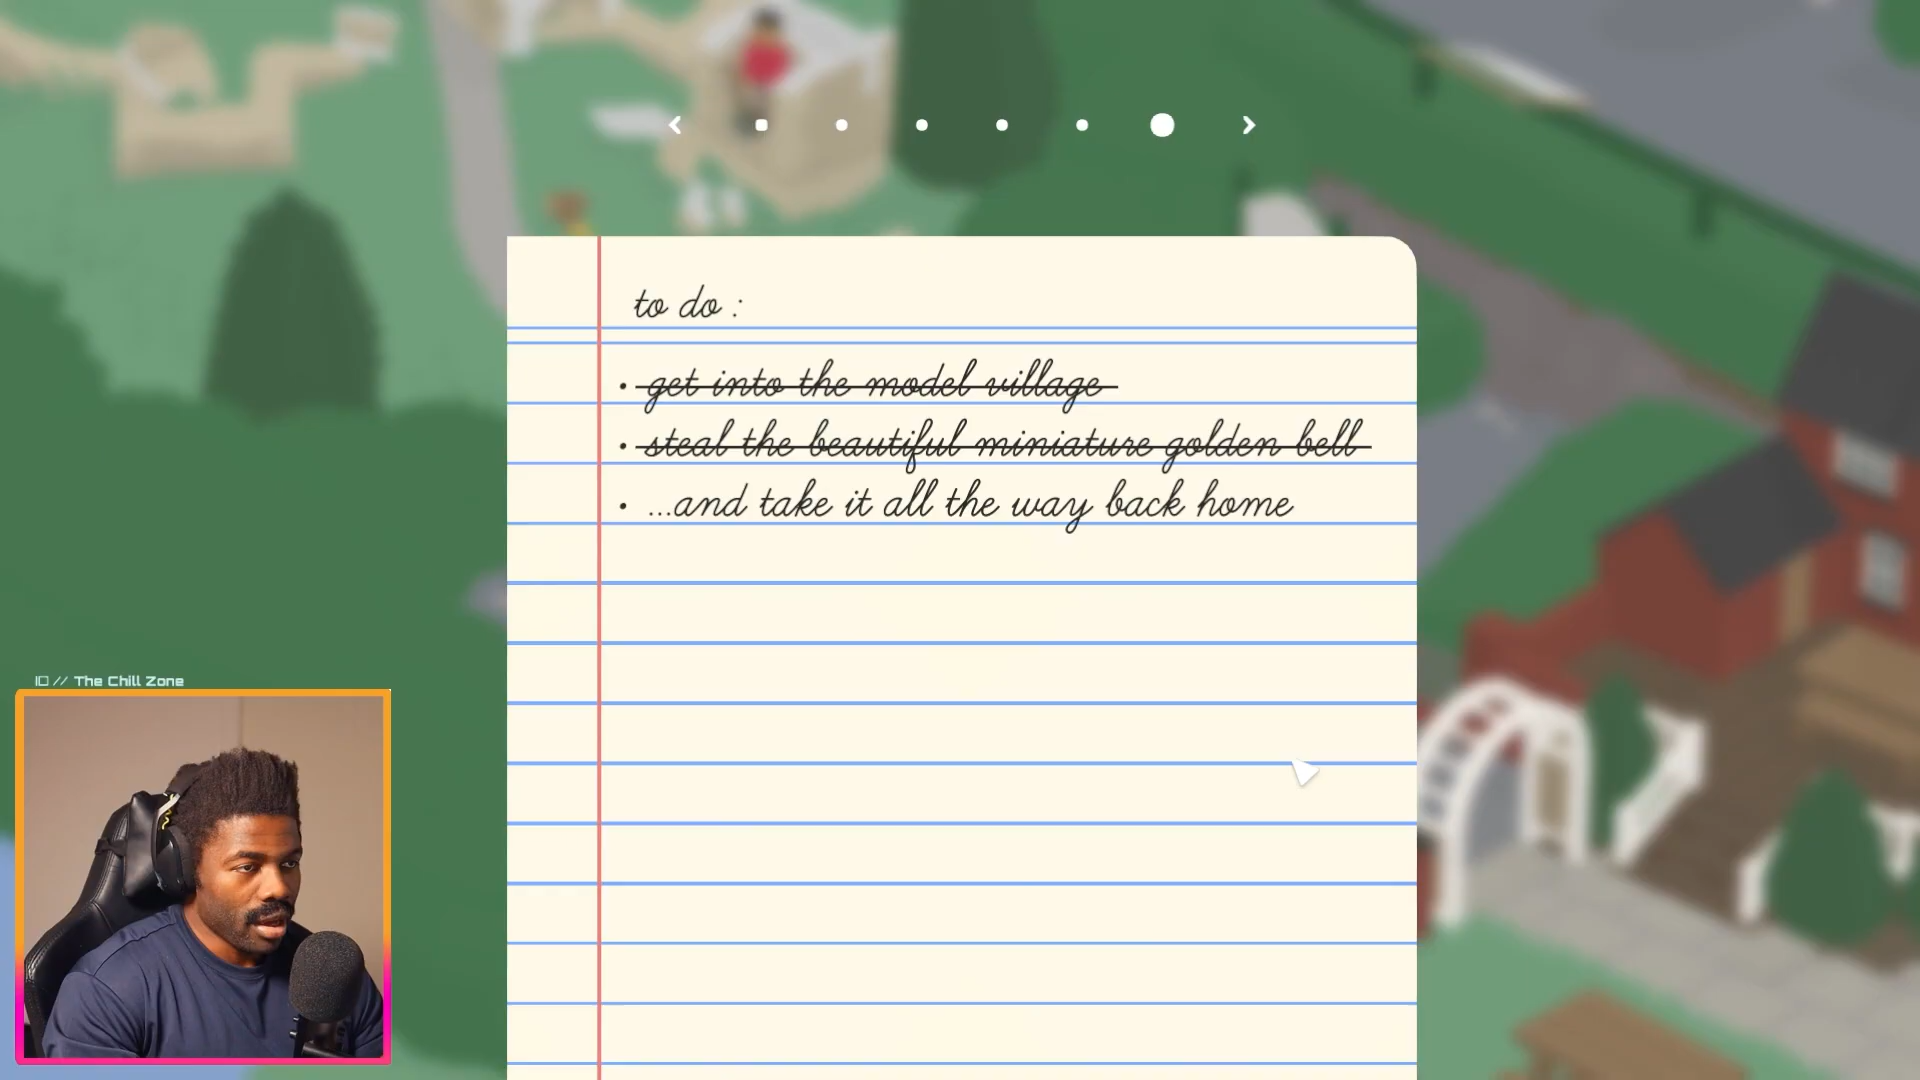 to do :
• get into the model village
• steal the beautiful miniature golden bell
• ...and take it all the way back home
// The Chill Zone